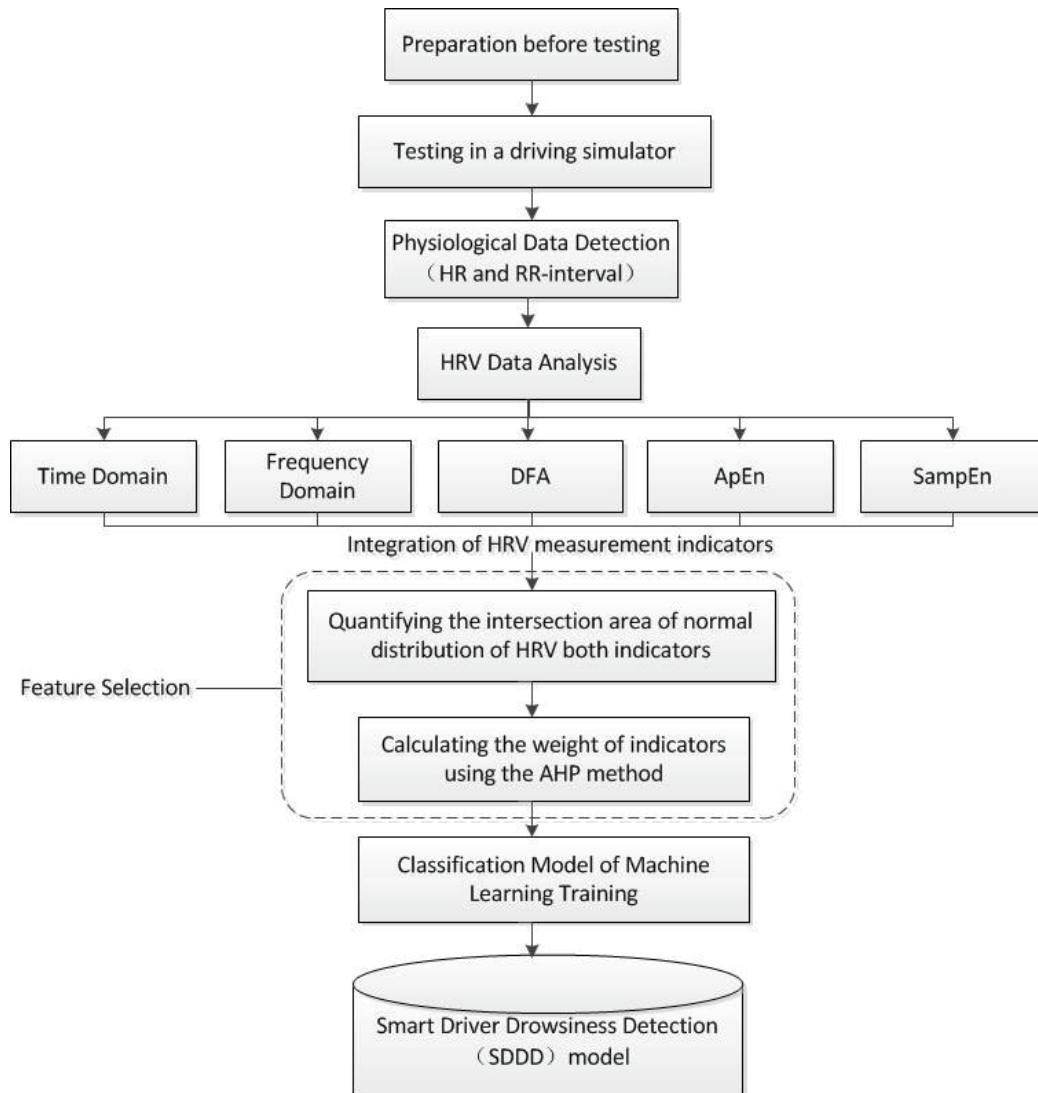 Preparation before testing
Testing in a driving simulator
Physiological Data Detection
（HR and RR-interval）
HRV Data Analysis
Time Domain
Frequency
Domain
DFA
ApEn
SampEn
Integration of HRV measurement indicators
Quantifying the intersection area of normal
distribution of HRV both indicators
Feature Selection
Calculating the weight of indicators
using the AHP method
Classification Model of Machine
Learning Training
Smart Driver Drowsiness Detection
（SDDD）model